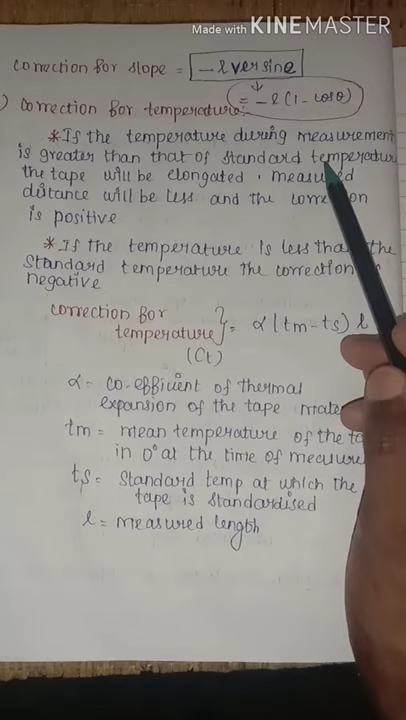 Made with KINEMASTER
correction for slope = - l versine
= - l (1 - cosθ)
) correction for temperature:
* If the temperature during measuremen
is greater than that of standard temperatur
the tape will be elongated, measured
distance will be less and the correction
is positive
* If the temperature is less than the
standard temperature the correction
negative
correction for
temperature } = α (tm - ts) l
(Ct)
α = co-efficient of thermal
expansion of the tape mate
tm = mean temperature of the ta
in 0° at the time of measure
ts = standard temp at which the
tape is standardised
l = measured length